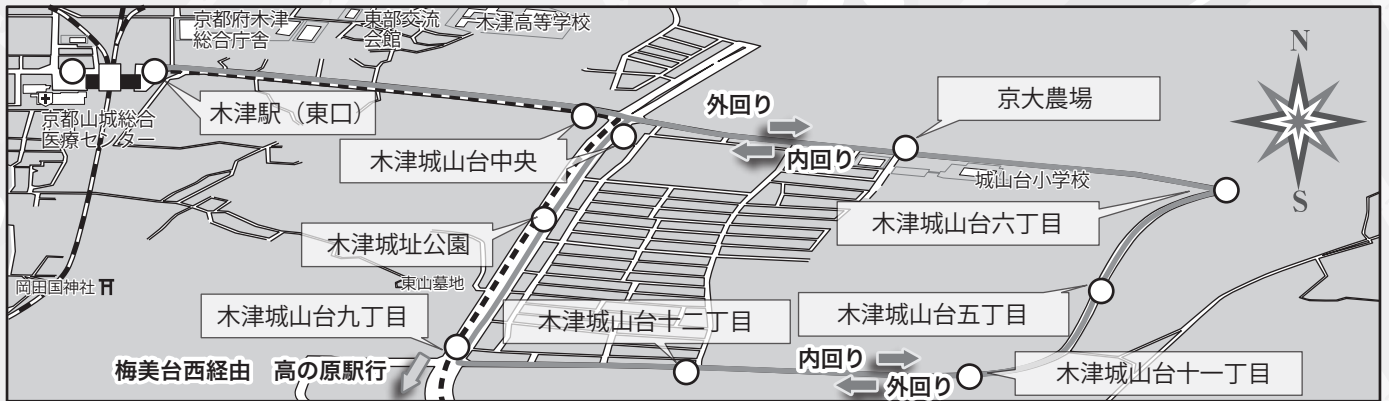 京都府木津
総合庁舎
東部交流
会館
木津高等学校
N
京大農場
外回り
木津駅（東口）
京都山城総合
医療センター
木津城山台中央
内回り
城山台小学校
S
木津城山台六丁目
木津城址公園
東山墓地
岡田国神社
木津城山台九丁目
木津城山台十二丁目
木津城山台五丁目
内回り
梅美台西経由　高の原駅行
外回り
木津城山台十一丁目